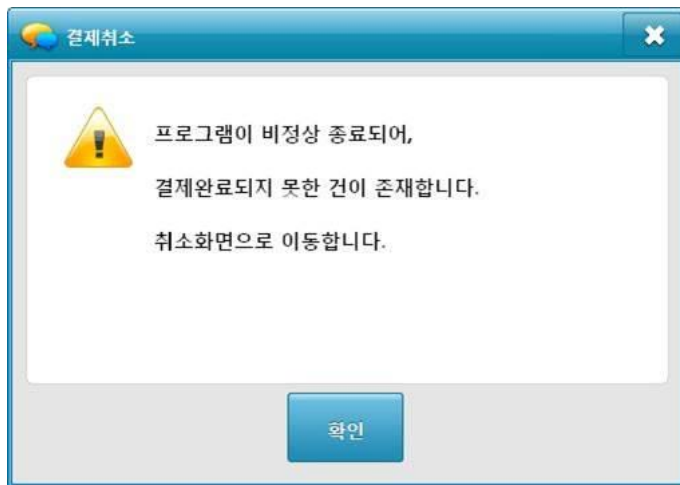 결제취소
프로그램이 비정상 종료되어,
결제완료되지 못한 건이 존재합니다.
취소화면으로 이동합니다.
확인